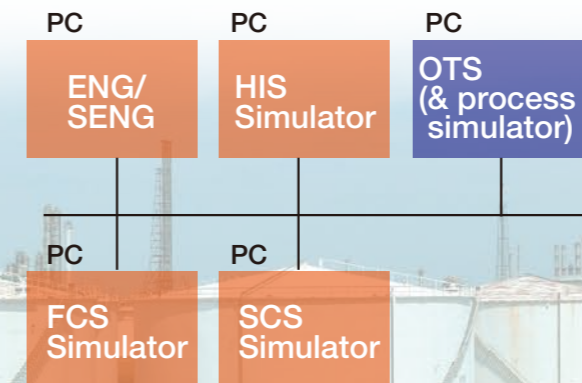 PC
ENG/
SENG
PC
HIS
Simulator
PC
OTS
(& process
simulator)
PC
FCS
Simulator
PC
SCS
Simulator